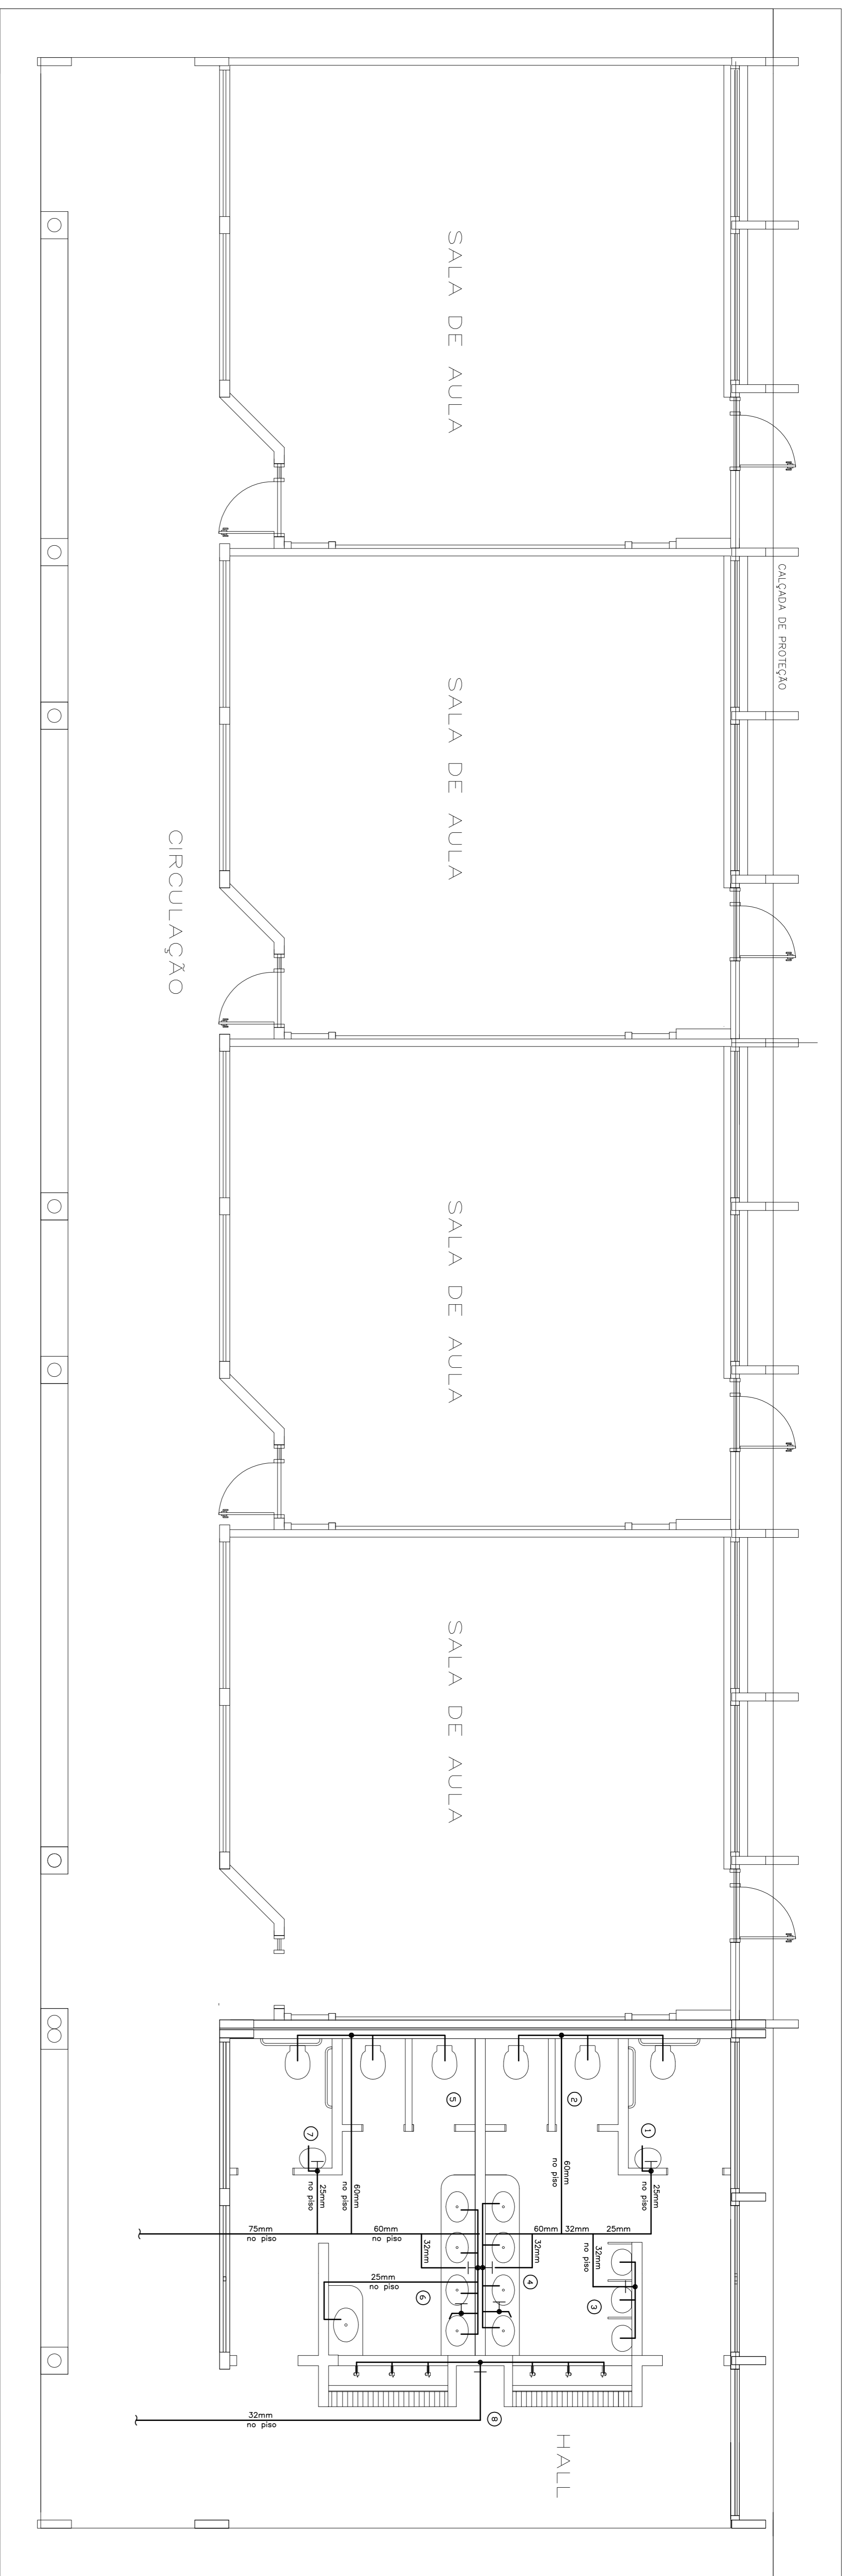 SALA DE AULA
CALÇADA DE PROTEÇÃO
SALA DE AULA
CIRCULAÇÃO
SALA DE AULA
SALA DE AULA
5
2
7
1
60mm
no piso
25mm
no piso
60mm
no piso
25mm
no piso
75mm
no piso
60mm
no piso
60mm
32mm
25mm
32mm
32mm
32mm
no piso
25mm
no piso
6
4
3
32mm
no piso
8
HALL